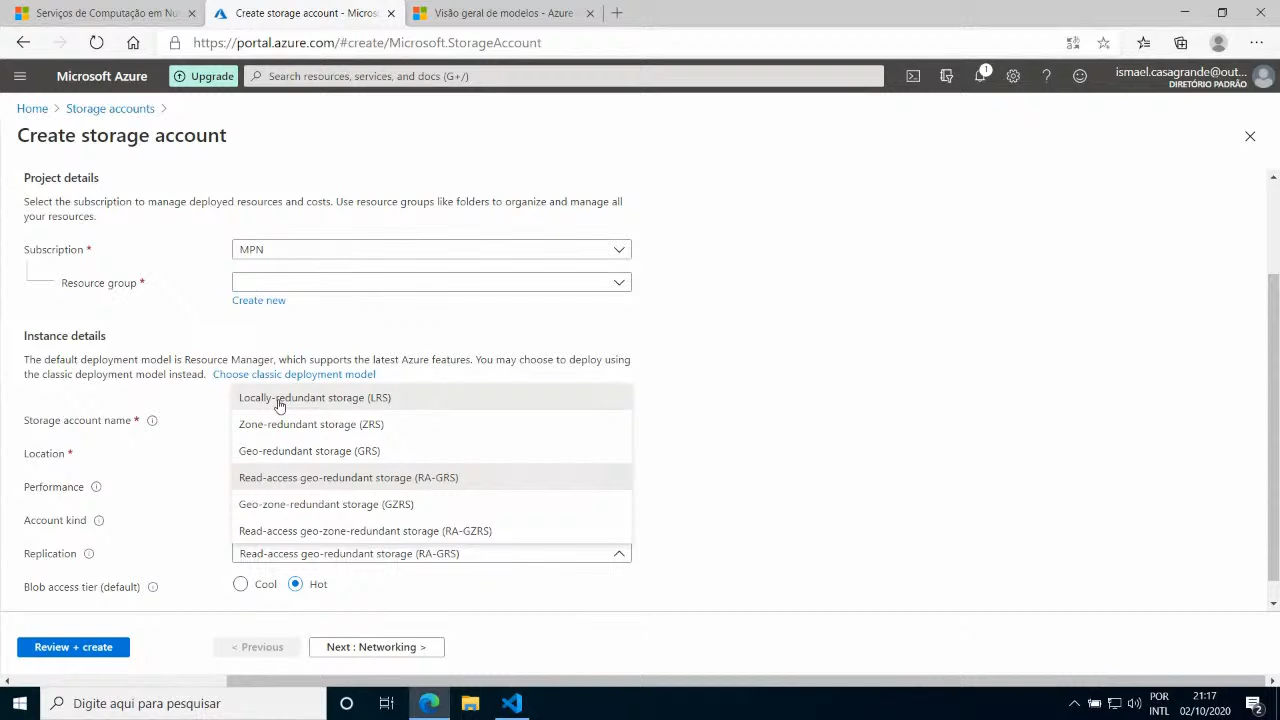 Serviços de Computação em Nu
Create storage account - Micros
Visão geral de modelos - Azure
https://portal.azure.com/#create/Microsoft.StorageAccount
Microsoft Azure
Upgrade
Search resources, services, and docs (G+/)
1
ismael.casagrande@out...
DIRETÓRIO PADRÃO
Home > Storage accounts >
Create storage account
Project details
Select the subscription to manage deployed resources and costs. Use resource groups like folders to organize and manage all
your resources.
Subscription *
MPN
Resource group *
Create new
Instance details
The default deployment model is Resource Manager, which supports the latest Azure features. You may choose to deploy using
the classic deployment model instead. Choose classic deployment model
Locally-redundant storage (LRS)
Storage account name *
Zone-redundant storage (ZRS)
Location *
Geo-redundant storage (GRS)
Read-access geo-redundant storage (RA-GRS)
Performance
Geo-zone-redundant storage (GZRS)
Account kind
Read-access geo-zone-redundant storage (RA-GZRS)
Replication
Read-access geo-redundant storage (RA-GRS)
Blob access tier (default)
Cool
Hot
Review + create
< Previous
Next : Networking >
Digite aqui para pesquisar
POR
INTL
21:17
02/10/2020
2